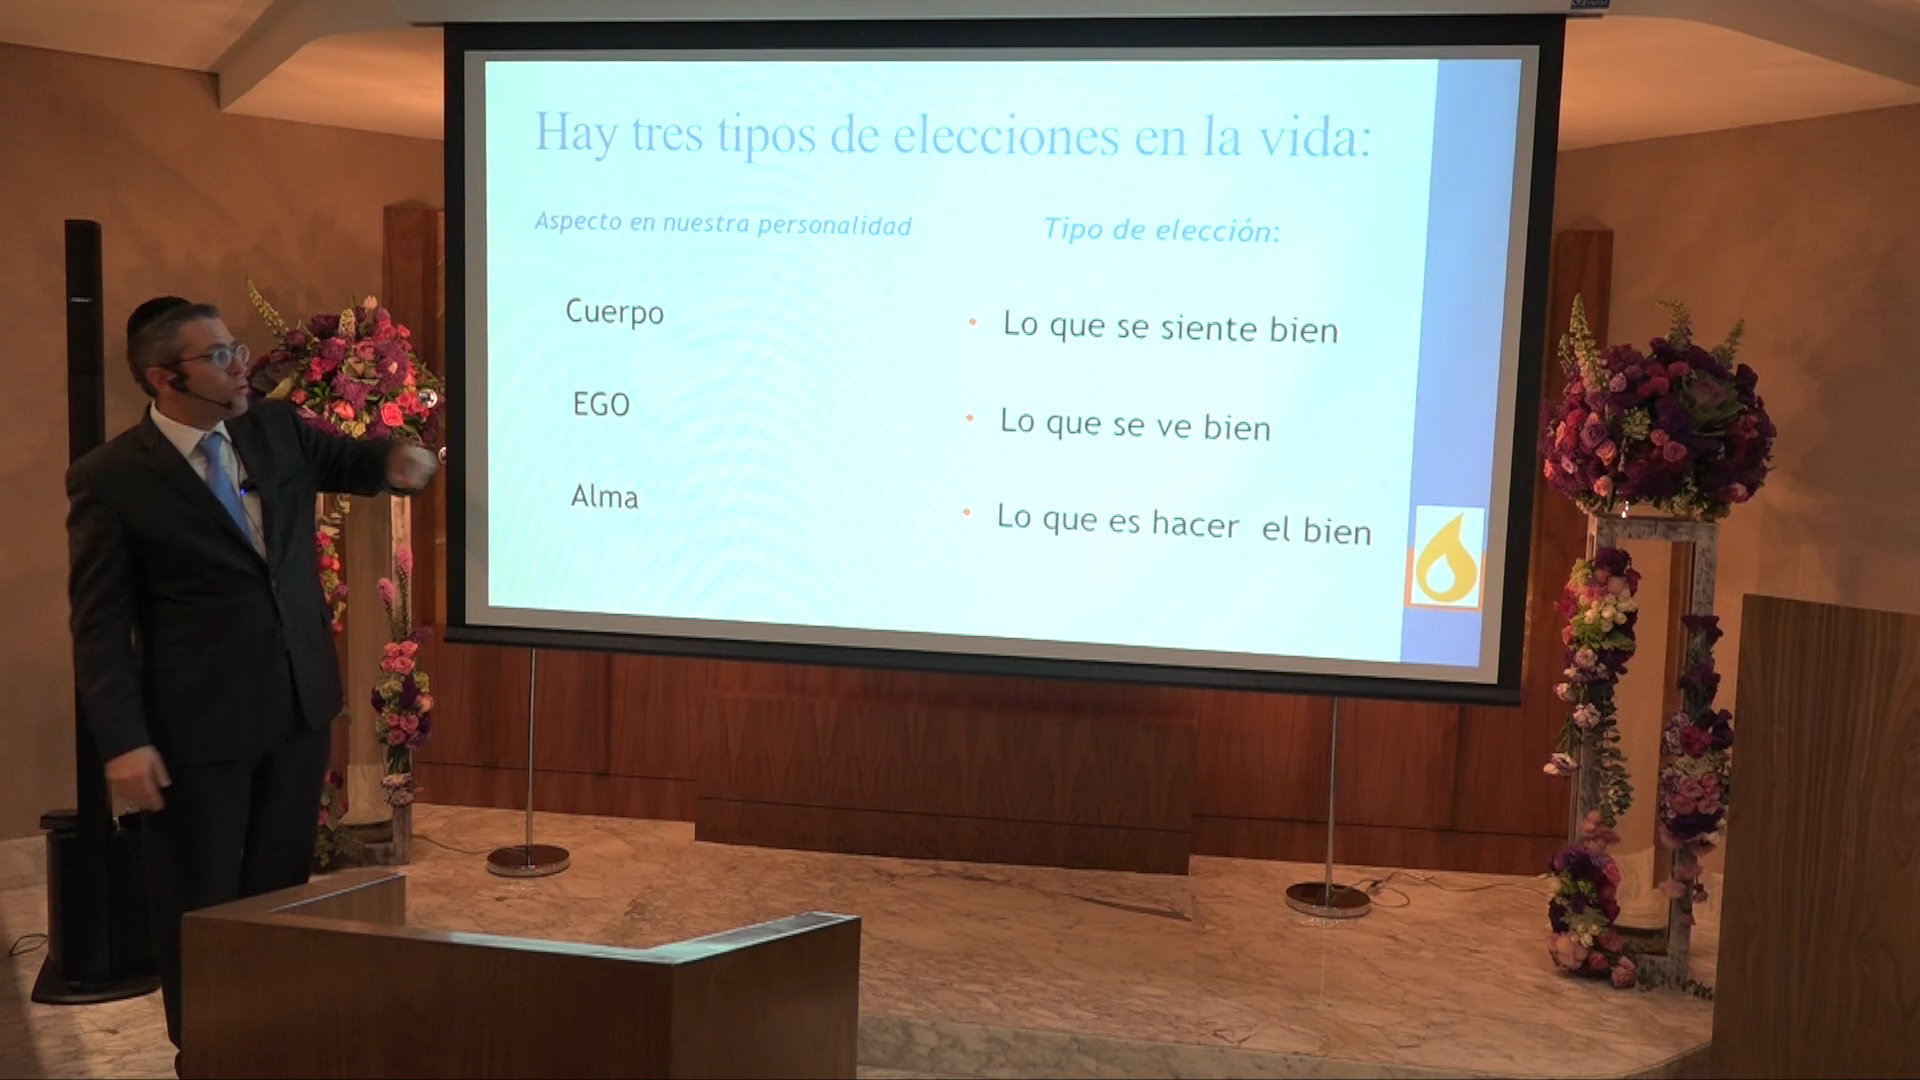 Hay tres tipos de elecciones en la vida:
Aspecto en nuestra personalidad
Tipo de elección:
Cuerpo
• Lo que se siente bien
EGO
• Lo que se ve bien
Alma
• Lo que es hacer el bien